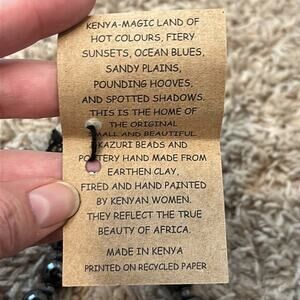 KENYA-MAGIC LAND OF
HOT COLOURS, FIERY
SUNSETS, OCEAN BLUES,
SANDY PLAINS,
POUNDING HOOVES,
AND SPOTTED SHADOWS.
THIS IS THE HOME OF
THE ORIGINAL
SMALL AND BEAUTIFUL
KAZURI BEADS AND
POTTERY HAND MADE FROM
EARTHEN CLAY,
FIRED AND HAND PAINTED
BY KENYAN WOMEN.
THEY REFLECT THE TRUE
BEAUTY OF AFRICA.
MADE IN KENYA
PRINTED ON RECYCLED PAPER